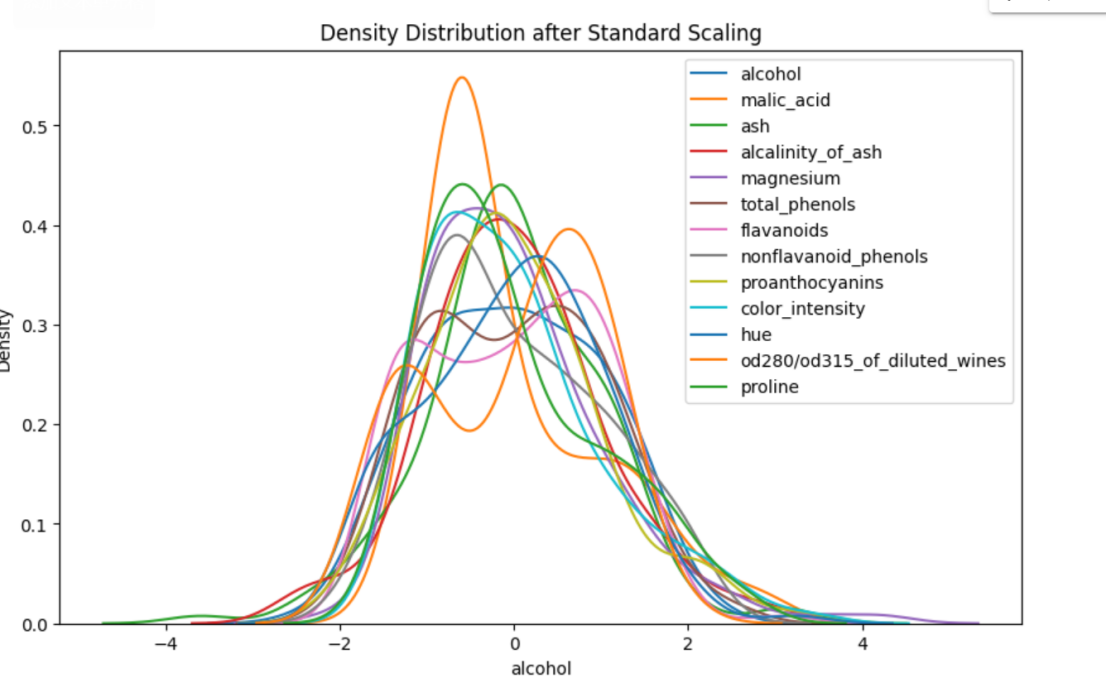 Density Distribution after Standard Scaling
alcohol
malic_acid
ash
alcalinity_of_ash
magnesium
total_phenols
flavanoids
nonflavanoid_phenols
proanthocyanins
color_intensity
hue
od280/od315_of_diluted_wines
proline
Density
0.5
0.4
0.3
0.2
0.1
0.0
−4 −2 0 2 4
alcohol